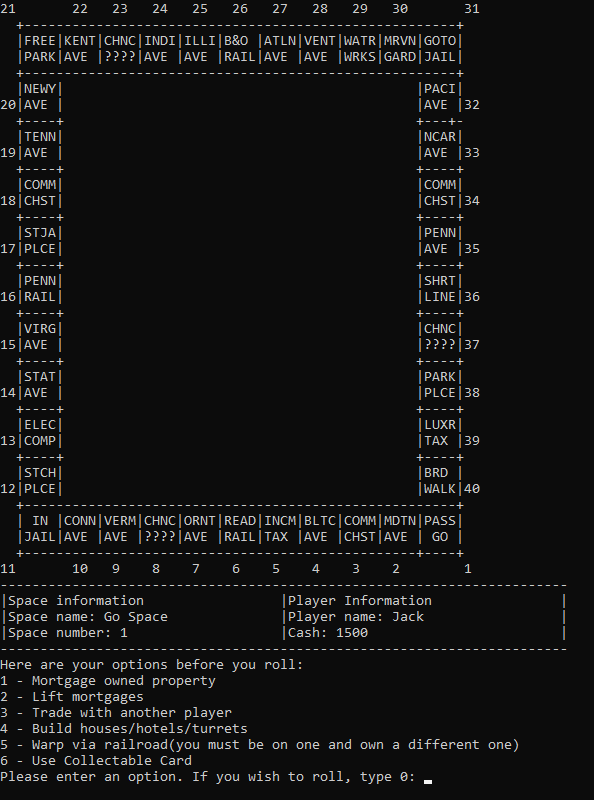 21 22 23 24 25 26 27 28 29 30 31
+------------------------------------------------------+
|FREE|KENT|CHNC|INDI|ILLI|B&O |ATLN|VENT|WATR|MRVN|GOTO|
|PARK|AVE |????|AVE |AVE |RAIL|AVE |AVE |WRKS|GARD|JAIL|
+------------------------------------------------------+
|NEWY| |PACI|
20|AVE | |AVE |32
+----+ +---+-
|TENN| |NCAR|
19|AVE | |AVE |33
+----+ +----+
|COMM| |COMM|
18|CHST| |CHST|34
+----+ +----+
|STJA| |PENN|
17|PLCE| |AVE |35
+----+ +----+
|PENN| |SHRT|
16|RAIL| |LINE|36
+----+ +----+
|VIRG| |CHNC|
15|AVE | |????|37
+----+ +----+
|STAT| |PARK|
14|AVE | |PLCE|38
+----+ +----+
|ELEC| |LUXR|
13|COMP| |TAX |39
+----+ +----+
|STCH| |BRD |
12|PLCE| |WALK|40
+------------------------------------------------------+
| IN |CONN|VERM|CHNC|ORNT|READ|INCM|BLTC|COMM|MDTN|PASS|
|JAIL|AVE |AVE |????|AVE |RAIL|TAX |AVE |CHST|AVE | GO |
+-------------------------------------------------+----+
11 10 9 8 7 6 5 4 3 2 1
-----------------------------------------------------------------------
|Space information |Player Information |
|Space name: Go Space |Player name: Jack |
|Space number: 1 |Cash: 1500 |
-----------------------------------------------------------------------
Here are your options before you roll:
1 - Mortgage owned property
2 - Lift mortgages
3 - Trade with another player
4 - Build houses/hotels/turrets
5 - Warp via railroad(you must be on one and own a different one)
6 - Use Collectable Card
Please enter an option. If you wish to roll, type 0: